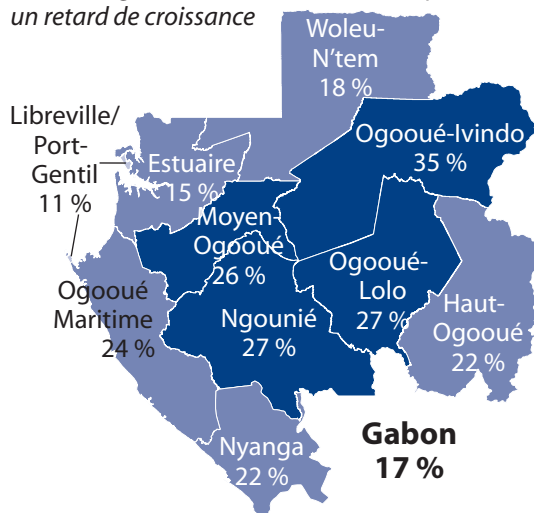 un retard de croissance
Woleu-
N'tem
18 %
Libreville/
Port-
Gentil
11 %
Ogooué-Ivindo
35 %
Estuaire
15 %
Moyen-
Ogooué
26 %
Ogooué-
Lolo
27 %
Haut-
Ogooué
22 %
Ogooué
Maritime
24 %
Ngounié
27 %
Nyanga
22 %
Gabon
17 %